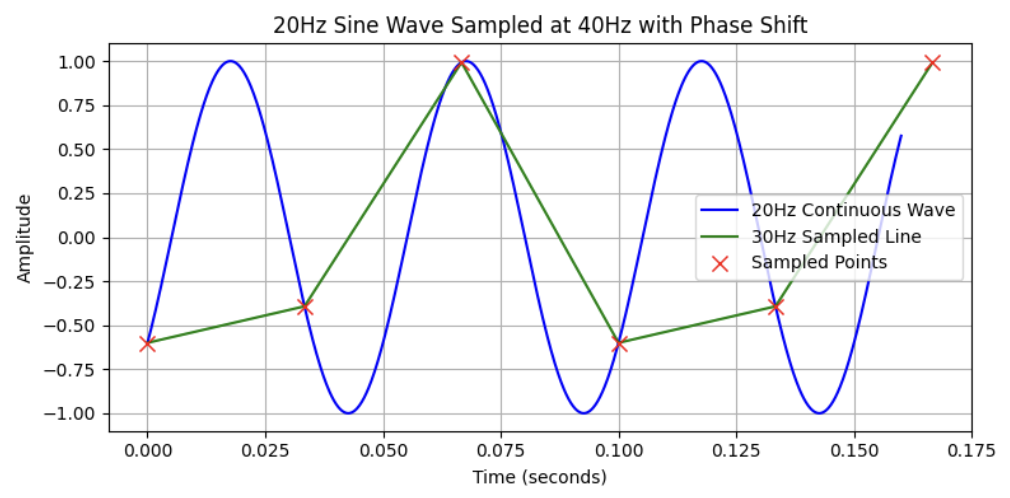 20Hz Sine Wave Sampled at 40Hz with Phase Shift
1.00
0.75
0.50
0.25
0.00
−0.25
−0.50
−0.75
−1.00
Amplitude
20Hz Continuous Wave
30Hz Sampled Line
Sampled Points
0.000 0.025 0.050 0.075 0.100 0.125 0.150 0.175
Time (seconds)